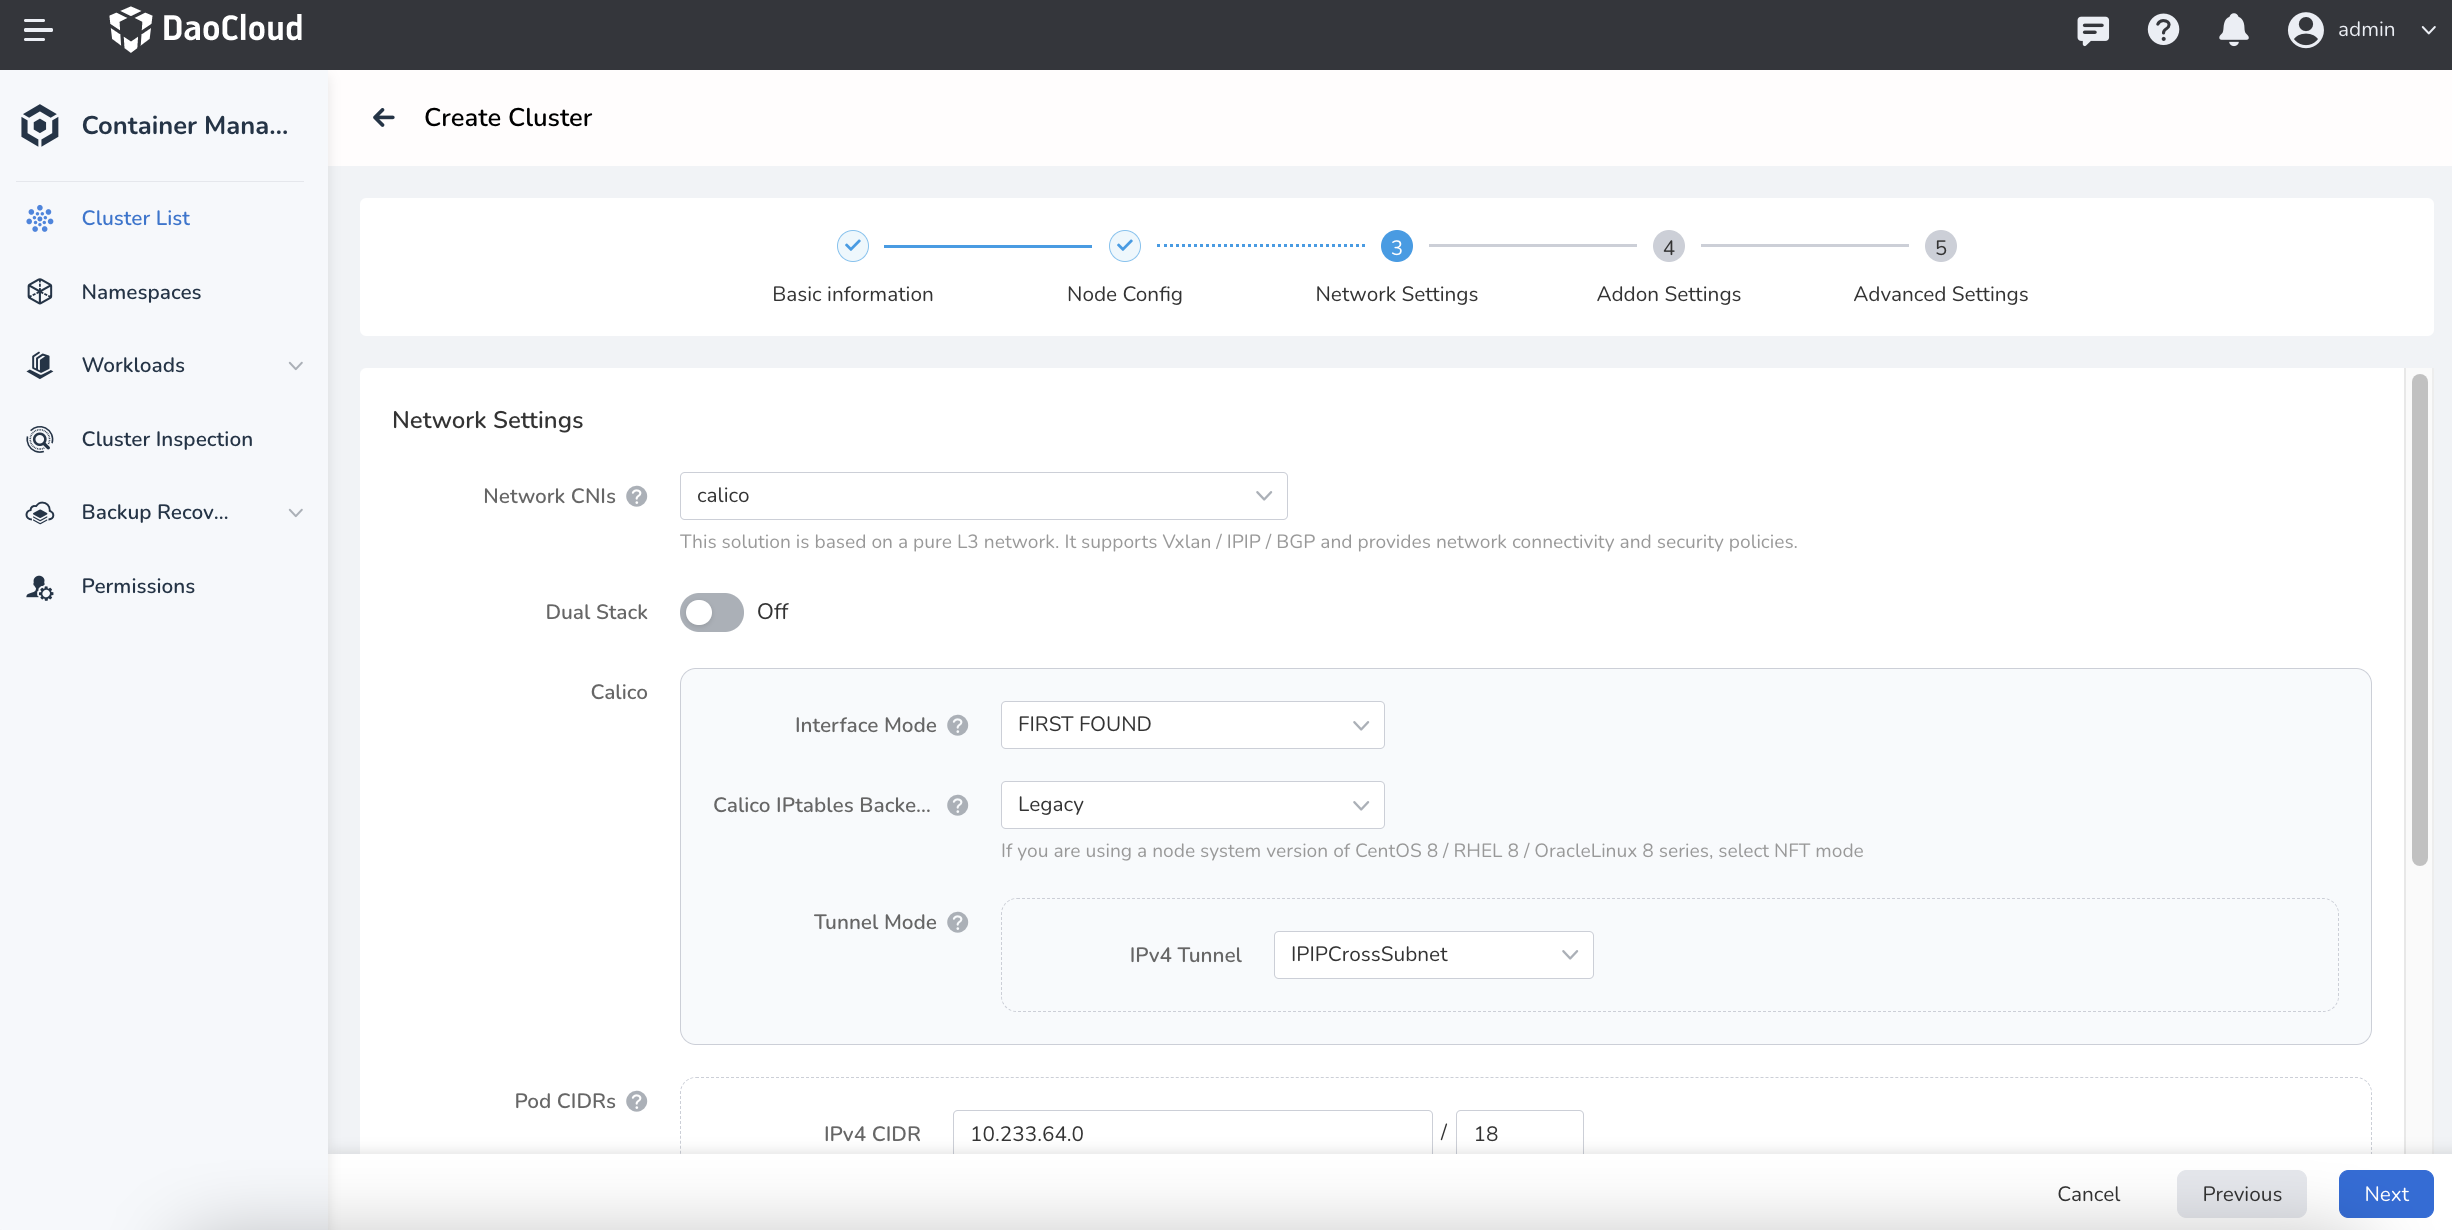 DaoCloud
admin
Container Mana...
Create Cluster
Cluster List
Namespaces
Workloads
Cluster Inspection
Backup Recov...
Permissions
3
4
5
Basic information
Node Config
Network Settings
Addon Settings
Advanced Settings
Network Settings
Network CNIs ?
calico
This solution is based on a pure L3 network. It supports Vxlan / IPIP / BGP and provides network connectivity and security policies.
Dual Stack
Off
Calico
Interface Mode ?
FIRST FOUND
Calico IPtables Backe... ?
Legacy
If you are using a node system version of CentOS 8 / RHEL 8 / OracleLinux 8 series, select NFT mode
Tunnel Mode ?
IPv4 Tunnel
IPIPCrossSubnet
Pod CIDRs ?
IPv4 CIDR
10.233.64.0 / 18
Cancel
Previous
Next